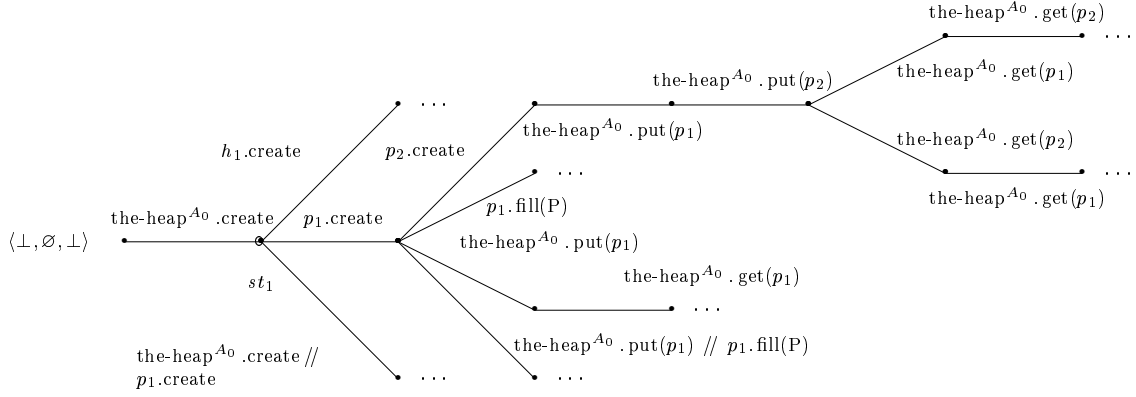 the-heap^{A_0} . get(p_2)
. . .
the-heap^{A_0} . get(p_1)
the-heap^{A_0} . put(p_2)
. . .
the-heap^{A_0} . put(p_1)
the-heap^{A_0} . get(p_2)
h_1.create
p_2.create
. . .
. . .
the-heap^{A_0} . get(p_1)
p_1.fill(P)
the-heap^{A_0} .create
p_1.create
⟨⊥, ∅, ⊥⟩
the-heap^{A_0} . put(p_1)
st_1
the-heap^{A_0} . get(p_1)
. . .
the-heap^{A_0} . put(p_1) // p_1.fill(P)
the-heap^{A_0} .create //
p_1.create
. . .
. . .